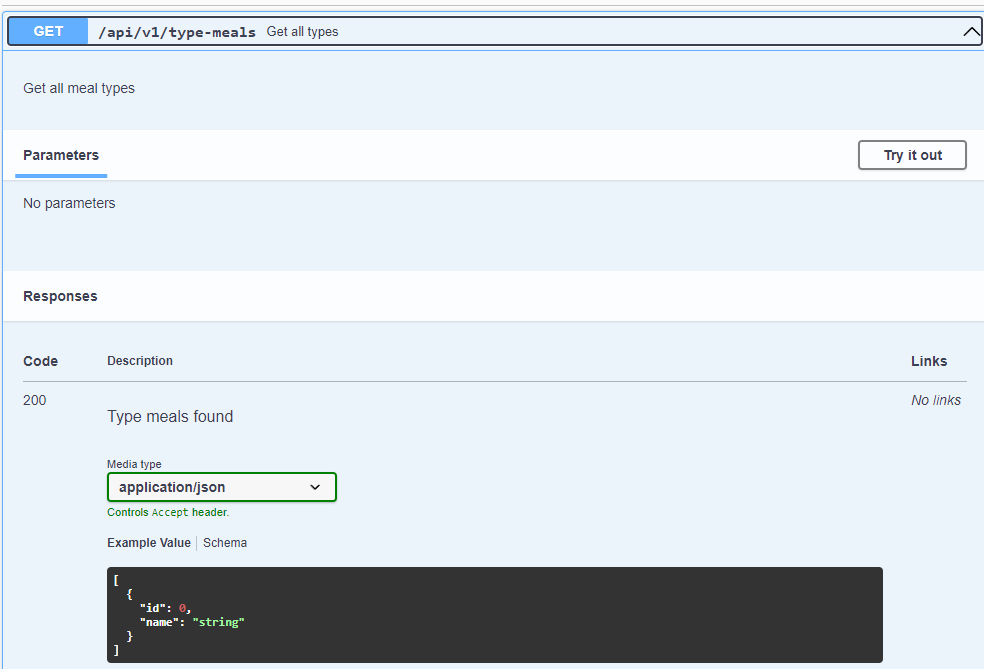 GET /api/v1/type-meals Get all types
Get all meal types
Parameters Try it out
No parameters
Responses
Code Description Links
200 No links
Type meals found
Media type
application/json
Controls Accept header.
Example Value Schema
[
  {
    "id": 0,
    "name": "string"
  }
]